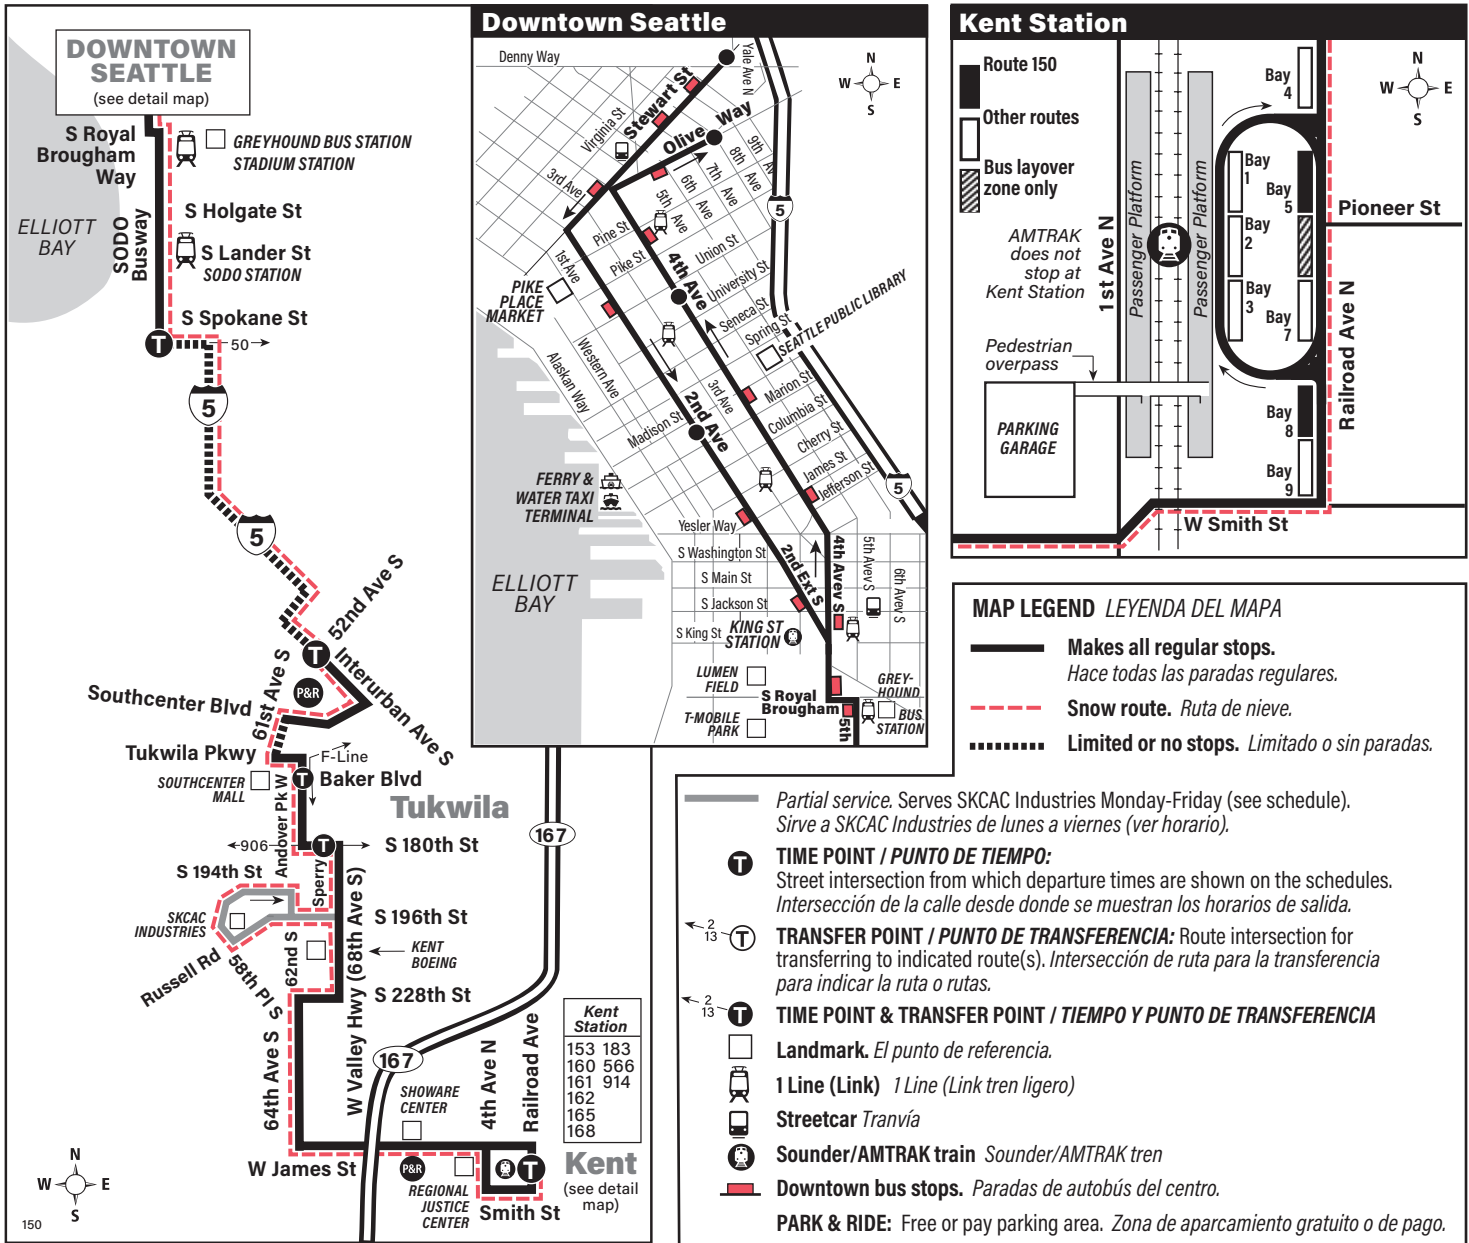 DOWNTOWN
SEATTLE
(see detail map)
S Royal
Brougham
Way
GREYHOUND BUS STATION
STADIUM STATION
ELLIOTT
BAY
SODO
Busway
S Holgate St
S Lander St
SODO STATION
S Spokane St
T
50
5
5
52nd Ave S
T
Interurban Ave S
61st Ave S
P&R
Southcenter Blvd
Tukwila Pkwy
F-Line
SOUTHCENTER
MALL
T
Baker Blvd
Andover Pk W
Tukwila
906
T
S 180th St
167
S 194th St
Sperry
SKCAC
INDUSTRIES
S 196th St
KENT
BOEING
62nd S
Russell Rd
58th Pl S
W Valley Hwy (68th Ave S)
S 228th St
64th Ave S
167
SHOWARE
CENTER
4th Ave N
Railroad Ave
Kent
Station
153 183
160 566
161 914
162
165
168
W James St
P&R
REGIONAL
JUSTICE
CENTER
T
Kent
(see detail
map)
Smith St
N
W E
S
150
Downtown Seattle
Denny Way
Yale Ave N
N
W E
S
Virginia St
Stewart St
Olive Way
9th Av
8th Ave
7th Ave
6th Ave
5th Ave
3rd Ave
Pine St
Pike St
1st Ave
PIKE
PLACE
MARKET
4th Ave
Union St
University St
Seneca St
Spring St
SEATTLE PUBLIC LIBRARY
5
Western Ave
Alaskan Way
3rd Ave
2nd Ave
Madison St
Marion St
Columbia St
Cherry St
James St
Jefferson St
5
FERRY &
WATER TAXI
TERMINAL
Yesler Way
S Washington St
S Main St
S Jackson St
S King St
2nd Ext S
4th Avev S
5th Avev S
6th Avev S
ELLIOTT
BAY
KING ST
STATION
LUMEN
FIELD
S Royal
Brougham
T-MOBILE
PARK
5th
GREY-
HOUND
BUS
STATION
Kent Station
Route 150
Other routes
Bus layover
zone only
AMTRAK
does not
stop at
Kent Station
1st Ave N
Passenger Platform
Passenger Platform
Bay
4
Bay
1
Bay
5
Bay
2
Bay
3
Bay
7
Bay
8
Bay
9
N
W E
S
Pioneer St
Railroad Ave N
Pedestrian
overpass
PARKING
GARAGE
W Smith St
MAP LEGEND LEYENDA DEL MAPA
Makes all regular stops.
Hace todas las paradas regulares.
Snow route. Ruta de nieve.
Limited or no stops. Limitado o sin paradas.
Partial service. Serves SKCAC Industries Monday-Friday (see schedule).
Sirve a SKCAC Industries de lunes a viernes (ver horario).
T
TIME POINT / PUNTO DE TIEMPO:
Street intersection from which departure times are shown on the schedules.
Intersección de la calle desde donde se muestran los horarios de salida.
2
13
T
TRANSFER POINT / PUNTO DE TRANSFERENCIA: Route intersection for
transferring to indicated route(s). Intersección de ruta para la transferencia
para indicar la ruta o rutas.
2
13
T
TIME POINT & TRANSFER POINT / TIEMPO Y PUNTO DE TRANSFERENCIA
Landmark. El punto de referencia.
1 Line (Link) 1 Line (Link tren ligero)
Streetcar Tranvía
Sounder/AMTRAK train Sounder/AMTRAK tren
Downtown bus stops. Paradas de autobús del centro.
PARK & RIDE: Free or pay parking area. Zona de aparcamiento gratuito o de pago.